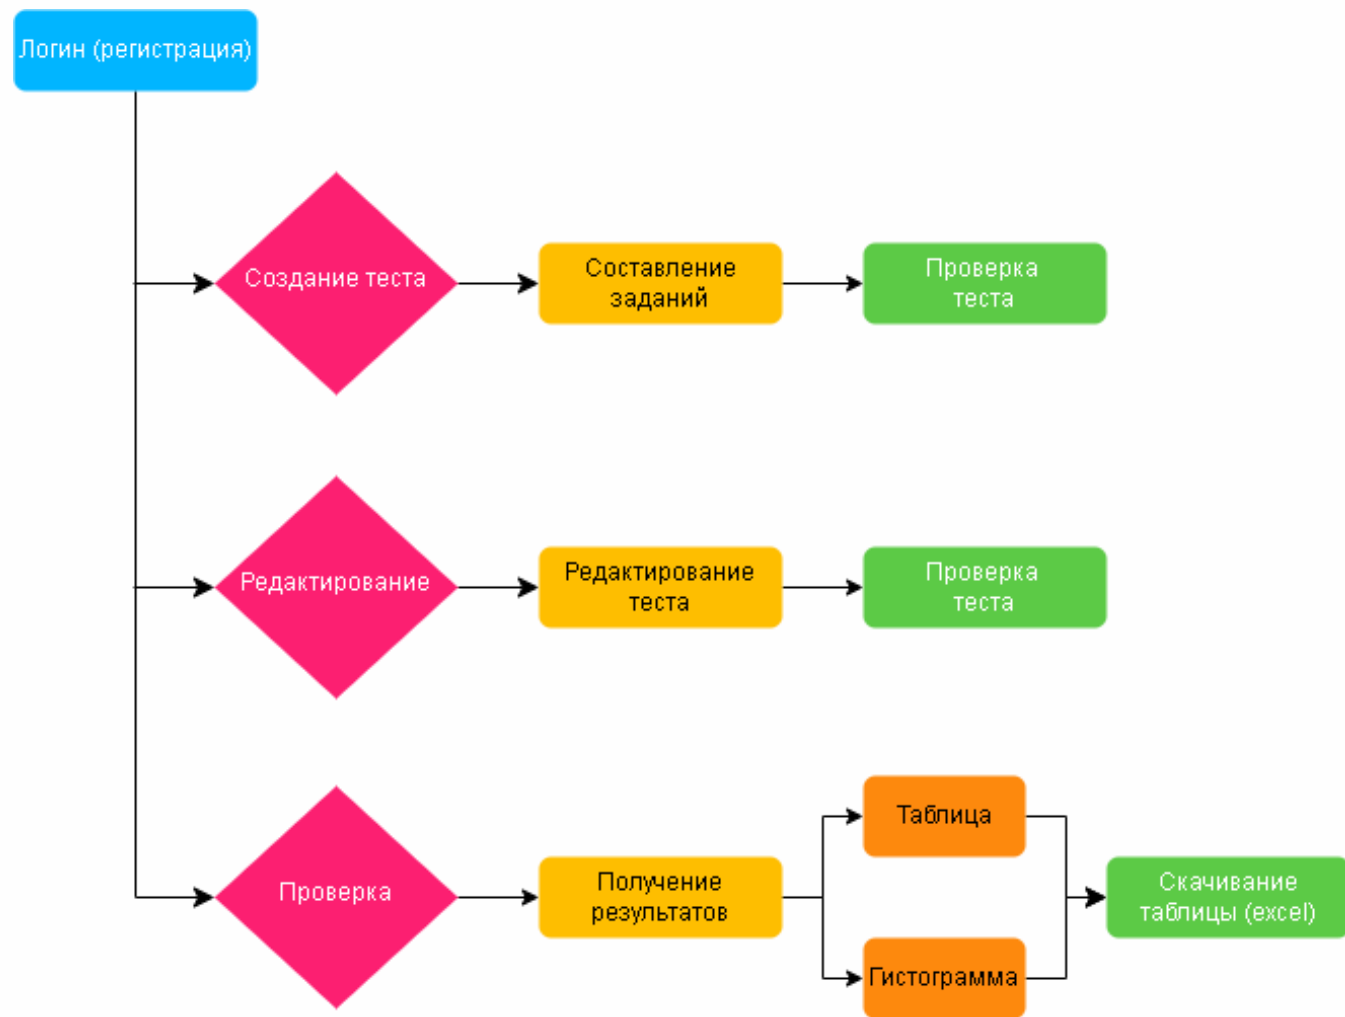 Логин (регистрация)
Создание теста
Составление
заданий
Проверка
теста
Редактирование
Редактирование
теста
Проверка
теста
Проверка
Получение
результатов
Таблица
Гистограмма
Скачивание
таблицы (excel)